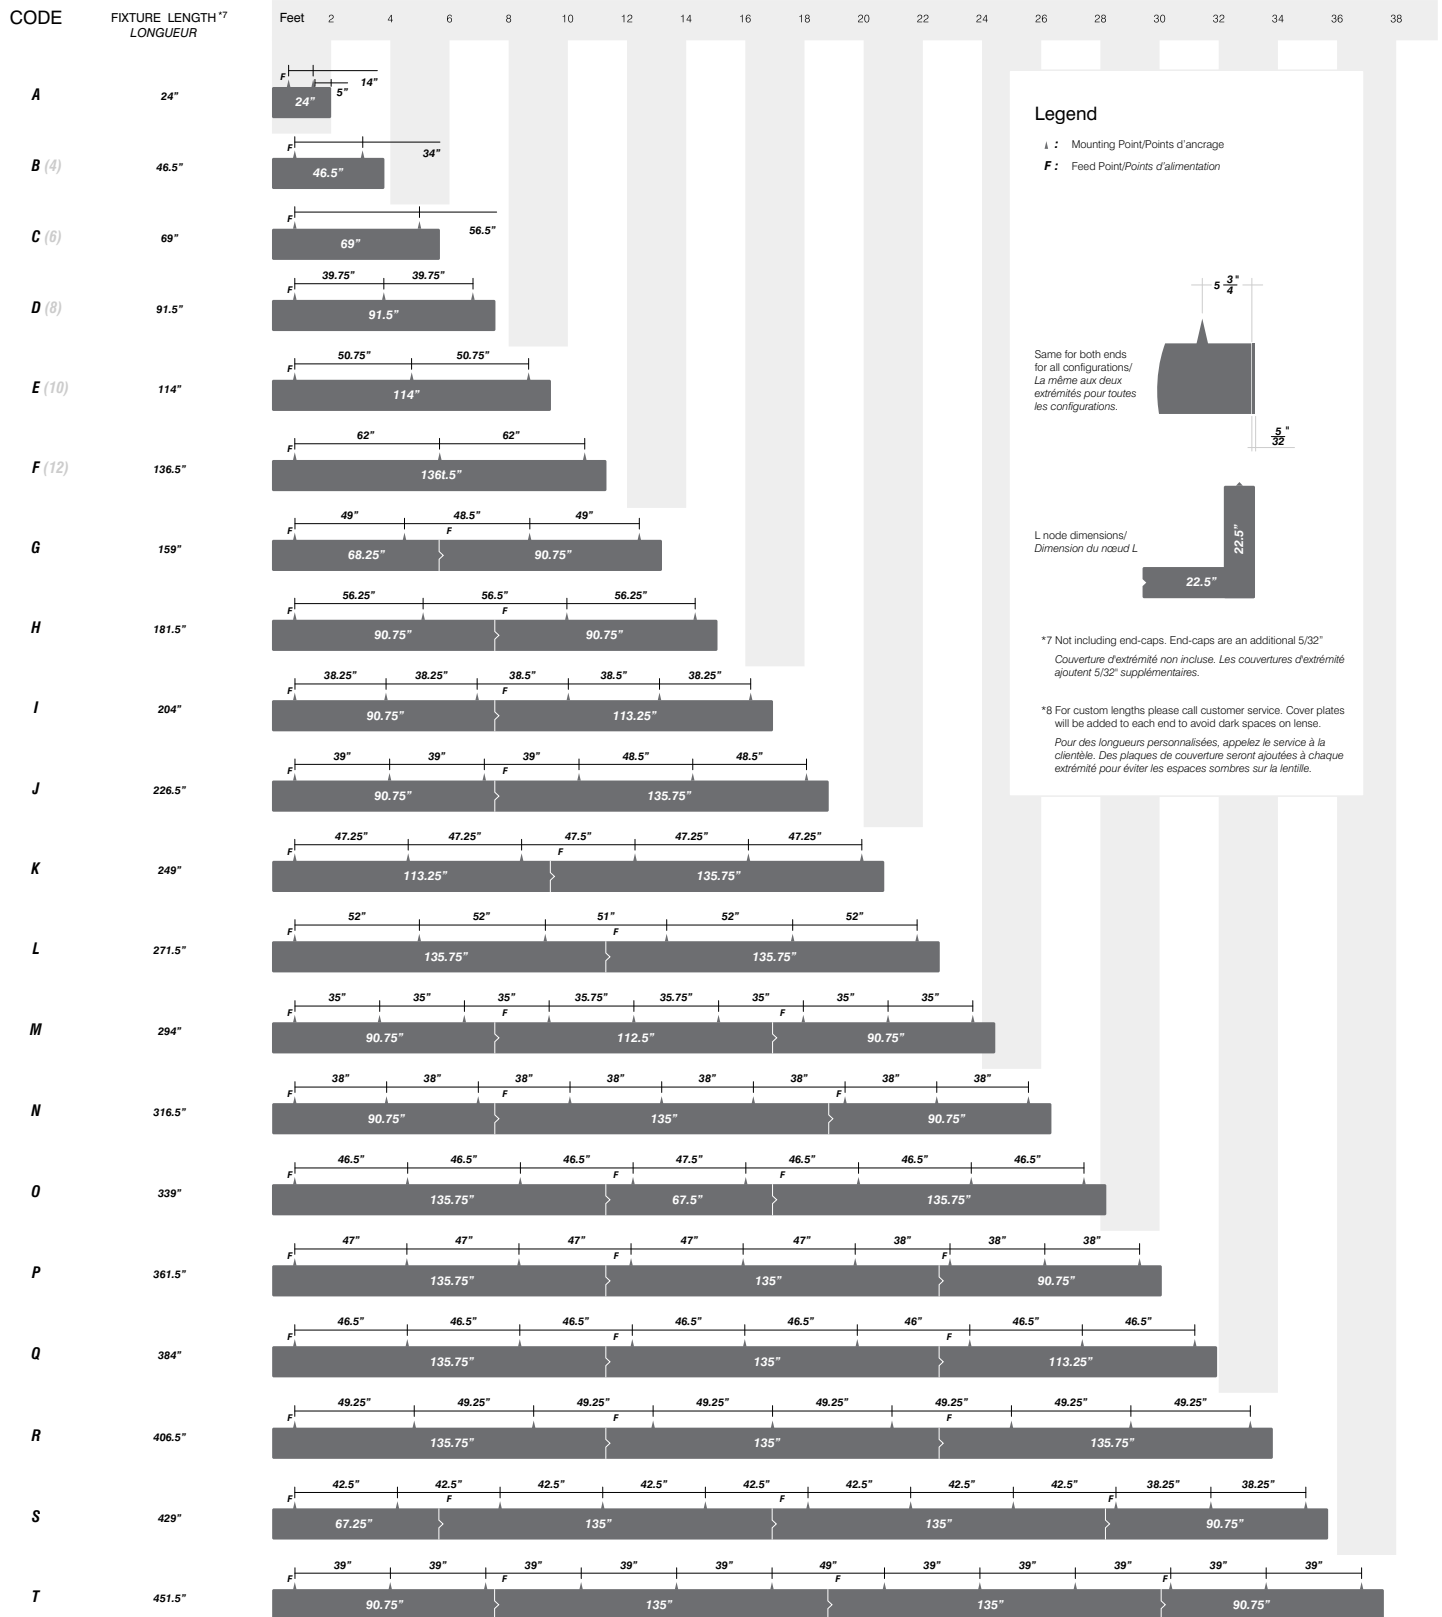 CODE FIXTURE LENGTH *7 Feet 2 4 6 8 10 12 14 16 18 20 22 24 26 28 30 32 34 36 38
LONGUEUR
F 14"
5"
A 24" 24"
F 34"
B (4) 46.5" 46.5"
F 56.5"
C (6) 69" 69"
39.75" 39.75"
F
D (8) 91.5" 91.5"
50.75" 50.75"
F
E (10) 114" 114"
62" 62"
F
F (12) 136.5" 136t.5"
49" 48.5" 49"
F F
G 159" 68.25" 90.75"
56.25" 56.5" 56.25"
F F
H 181.5" 90.75" 90.75"
38.25" 38.25" 38.5" 38.5" 38.25"
F F
I 204" 90.75" 113.25"
39" 39" 39" 48.5" 48.5"
F F
J 226.5" 90.75" 135.75"
47.25" 47.25" 47.5" 47.25" 47.25"
F F
K 249" 113.25" 135.75"
52" 52" 51" 52" 52"
F F
L 271.5" 135.75" 135.75"
35" 35" 35" 35.75" 35.75" 35" 35" 35"
F F F
M 294" 90.75" 112.5" 90.75"
38" 38" 38" 38" 38" 38" 38" 38"
F F F
N 316.5" 90.75" 135" 90.75"
46.5" 46.5" 46.5" 47.5" 46.5" 46.5" 46.5"
F F F
O 339" 135.75" 67.5" 135.75"
47" 47" 47" 47" 47" 38" 38" 38"
F F F
P 361.5" 135.75" 135" 90.75"
46.5" 46.5" 46.5" 46.5" 46.5" 46" 46.5" 46.5"
F F F
Q 384" 135.75" 135" 113.25"
49.25" 49.25" 49.25" 49.25" 49.25" 49.25" 49.25" 49.25"
F F F
R 406.5" 135.75" 135" 135.75"
42.5" 42.5" 42.5" 42.5" 42.5" 42.5" 42.5" 42.5" 38.25" 38.25"
F F F F
S 429" 67.25" 135" 135" 90.75"
39" 39" 39" 39" 39" 49" 39" 39" 39" 39" 39"
F F F F
T 451.5" 90.75" 135" 135" 90.75"
Legend
: Mounting Point/Points d'ancrage
F : Feed Point/Points d'alimentation
5 3/4"
Same for both ends
for all configurations/
La même aux deux
extrémités pour toutes
les configurations.
5/32"
L node dimensions/
Dimension du nœud L
22.5"
22.5"
*7 Not including end-caps. End-caps are an additional 5/32"
Couverture d'extrémité non incluse. Les couvertures d'extrémité
ajoutent 5/32" supplémentaires.
*8 For custom lengths please call customer service. Cover plates
will be added to each end to avoid dark spaces on lense.
Pour des longueurs personnalisées, appelez le service à la
clientèle. Des plaques de couverture seront ajoutées à chaque
extrémité pour éviter les espaces sombres sur la lentille.